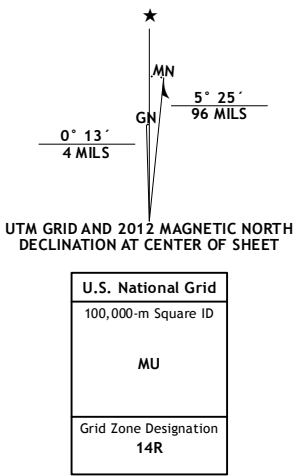 ★
MN
GN
5° 25´
96 MILS
0° 13´
4 MILS
UTM GRID AND 2012 MAGNETIC NORTH
DECLINATION AT CENTER OF SHEET
U.S. National Grid
100,000-m Square ID
MU
Grid Zone Designation
14R